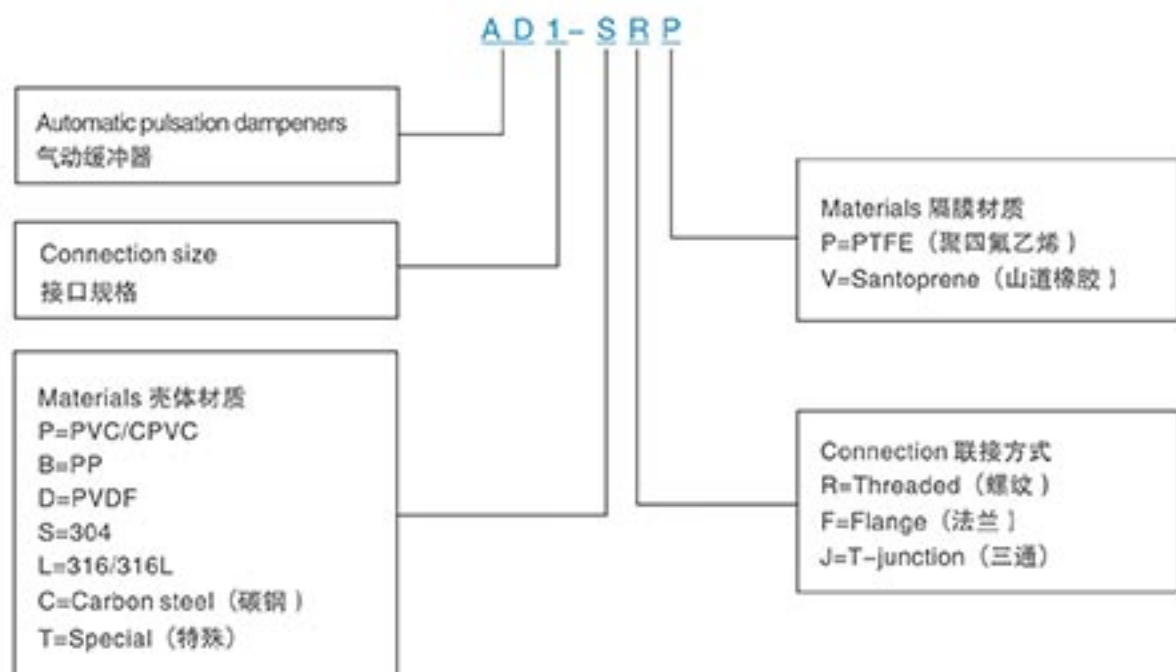 AD1-SRP
Automatic pulsation dampeners
气动缓冲器
Connection size
接口规格
Materials 壳体材质
P=PVC/CPVC
B=PP
D=PVDF
S=304
L=316/316L
C=Carbon steel（碳钢）
T=Special（特殊）
Materials 隔膜材质
P=PTFE（聚四氟乙烯）
V=Santoprene（山道橡胶）
Connection 联接方式
R=Threaded（螺纹）
F=Flange（法兰）
J=T-junction（三通）